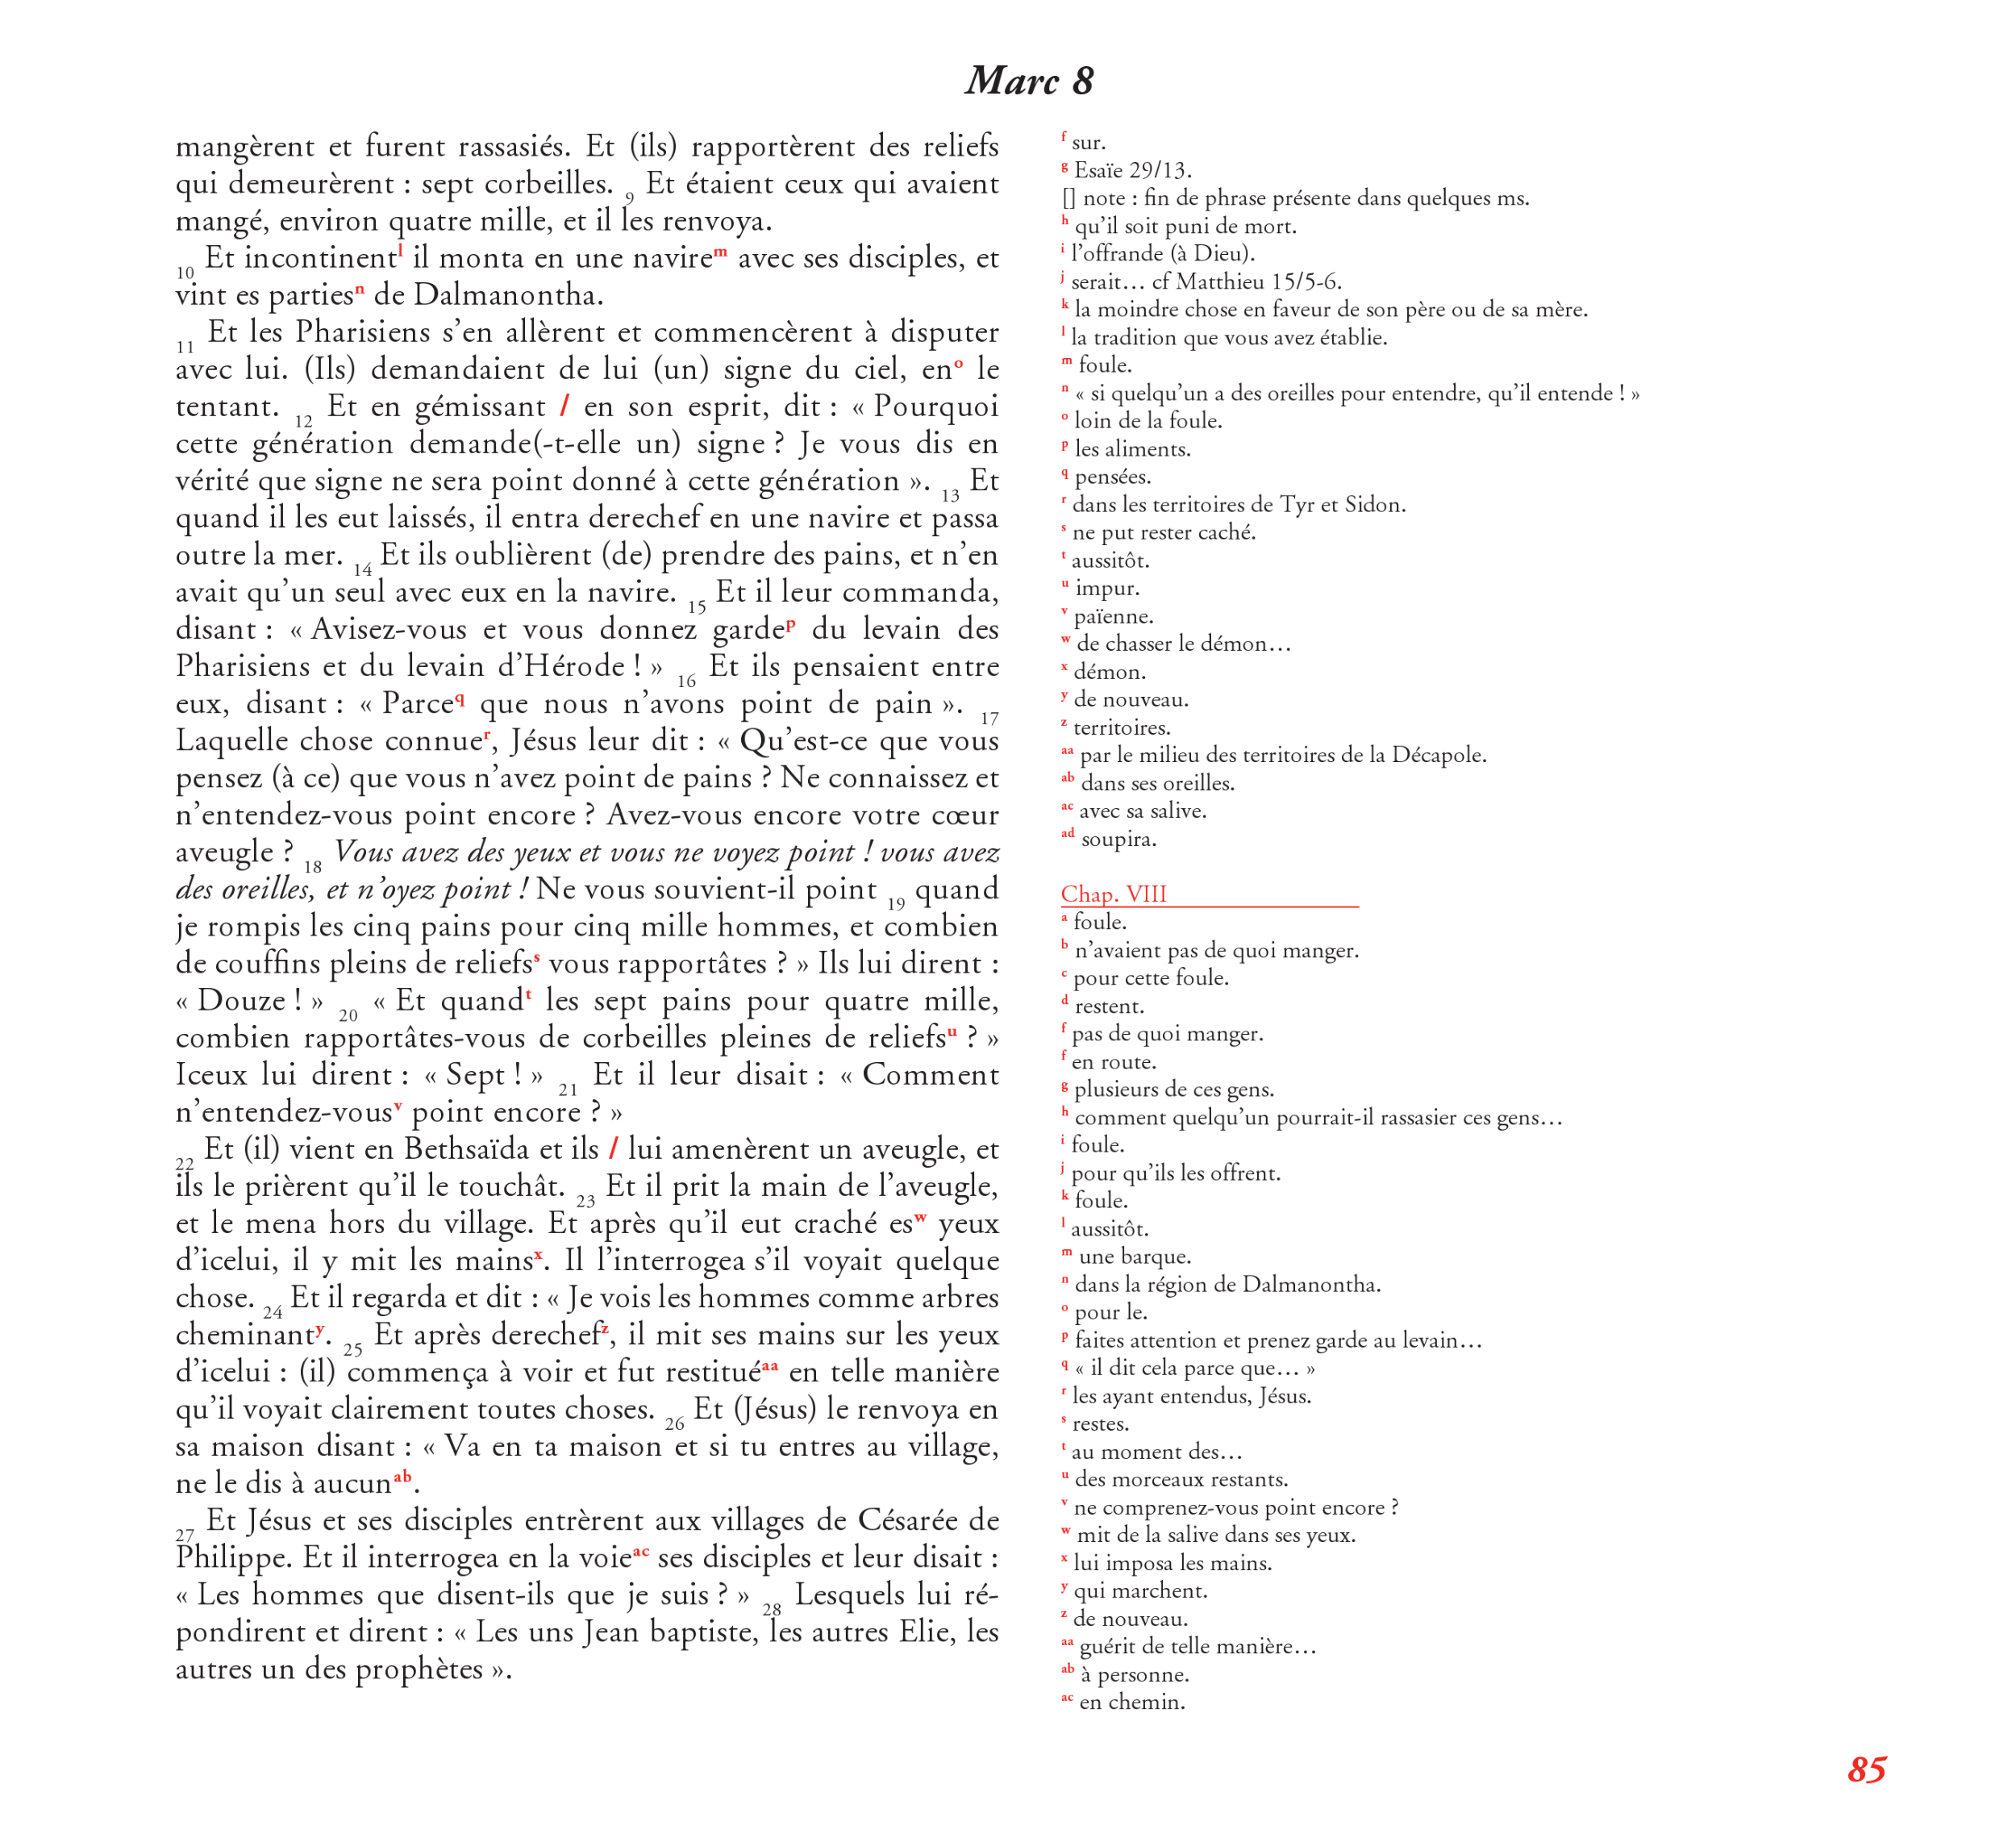 Marc 8
mangèrent et furent rassasiés. Et (ils) rapportèrent des reliefs
qui demeurèrent : sept corbeilles. 9 Et étaient ceux qui avaient
mangé, environ quatre mille, et il les renvoya.
10 Et incontinentl il monta en une navirem avec ses disciples, et
vint es partiesn de Dalmanontha.
11 Et les Pharisiens s’en allèrent et commencèrent à disputer
avec lui. (Ils) demandaient de lui (un) signe du ciel, eno le
tentant. 12 Et en gémissant / en son esprit, dit : « Pourquoi
cette génération demande(-t-elle un) signe ? Je vous dis en
vérité que signe ne sera point donné à cette génération ». 13 Et
quand il les eut laissés, il entra derechef en une navire et passa
outre la mer. 14 Et ils oublièrent (de) prendre des pains, et n’en
avait qu’un seul avec eux en la navire. 15 Et il leur commanda,
disant : « Avisez-vous et vous donnez gardep du levain des
Pharisiens et du levain d’Hérode ! » 16 Et ils pensaient entre
eux, disant : « Parceq que nous n’avons point de pain ». 17
Laquelle chose connuer, Jésus leur dit : « Qu’est-ce que vous
pensez (à ce) que vous n’avez point de pains ? Ne connaissez et
n’entendez-vous point encore ? Avez-vous encore votre cœur
aveugle ? 18 Vous avez des yeux et vous ne voyez point ! vous avez
des oreilles, et n’oyez point ! Ne vous souvient-il point 19 quand
je rompis les cinq pains pour cinq mille hommes, et combien
de couffins pleins de reliefss vous rapportâtes ? » Ils lui dirent :
« Douze ! » 20 « Et quandt les sept pains pour quatre mille,
combien rapportâtes-vous de corbeilles pleines de reliefsu ? »
Iceux lui dirent : « Sept ! » 21 Et il leur disait : « Comment
n’entendez-vousv point encore ? »
22 Et (il) vient en Bethsaïda et ils / lui amenèrent un aveugle, et
ils le prièrent qu’il le touchât. 23 Et il prit la main de l’aveugle,
et le mena hors du village. Et après qu’il eut craché esw yeux
d’icelui, il y mit les mainsx. Il l’interrogea s’il voyait quelque
chose. 24 Et il regarda et dit : « Je vois les hommes comme arbres
cheminanty. 25 Et après derechefz, il mit ses mains sur les yeux
d’icelui : (il) commença à voir et fut restituéaa en telle manière
qu’il voyait clairement toutes choses. 26 Et (Jésus) le renvoya en
sa maison disant : « Va en ta maison et si tu entres au village,
ne le dis à aucunab.
27 Et Jésus et ses disciples entrèrent aux villages de Césarée de
Philippe. Et il interrogea en la voieac ses disciples et leur disait :
« Les hommes que disent-ils que je suis ? » 28 Lesquels lui ré-
pondirent et dirent : « Les uns Jean baptiste, les autres Elie, les
autres un des prophètes ».
f sur.
g Esaïe 29/13.
[] note : fin de phrase présente dans quelques ms.
h qu’il soit puni de mort.
i l’offrande (à Dieu).
j serait… cf Matthieu 15/5-6.
k la moindre chose en faveur de son père ou de sa mère.
l la tradition que vous avez établie.
m foule.
n « si quelqu’un a des oreilles pour entendre, qu’il entende ! »
o loin de la foule.
p les aliments.
q pensées.
r dans les territoires de Tyr et Sidon.
s ne put rester caché.
t aussitôt.
u impur.
v païenne.
w de chasser le démon…
x démon.
y de nouveau.
z territoires.
aa par le milieu des territoires de la Décapole.
ab dans ses oreilles.
ac avec sa salive.
ad soupira.
Chap. VIII
a foule.
b n’avaient pas de quoi manger.
c pour cette foule.
d restent.
f pas de quoi manger.
f en route.
g plusieurs de ces gens.
h comment quelqu’un pourrait-il rassasier ces gens…
i foule.
j pour qu’ils les offrent.
k foule.
l aussitôt.
m une barque.
n dans la région de Dalmanontha.
o pour le.
p faites attention et prenez garde au levain…
q « il dit cela parce que… »
r les ayant entendus, Jésus.
s restes.
t au moment des…
u des morceaux restants.
v ne comprenez-vous point encore ?
w mit de la salive dans ses yeux.
x lui imposa les mains.
y qui marchent.
z de nouveau.
aa guérit de telle manière…
ab à personne.
ac en chemin.
85